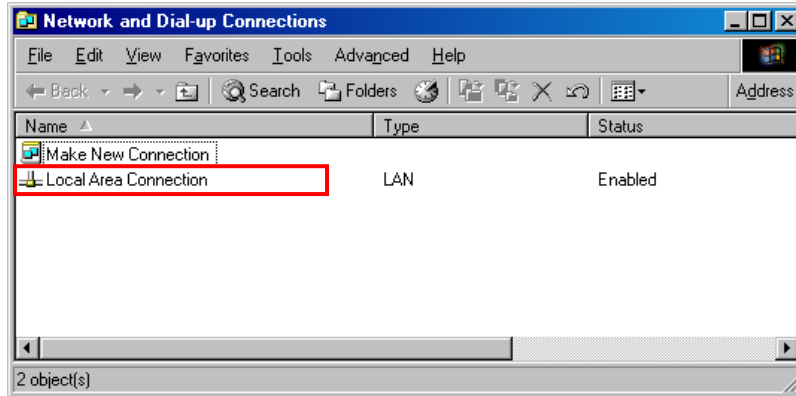 Network and Dial-up Connections
File Edit View Favorites Tools Advanced Help
Back Search Folders Address
Name Type Status
Make New Connection
Local Area Connection LAN Enabled
2 object(s)